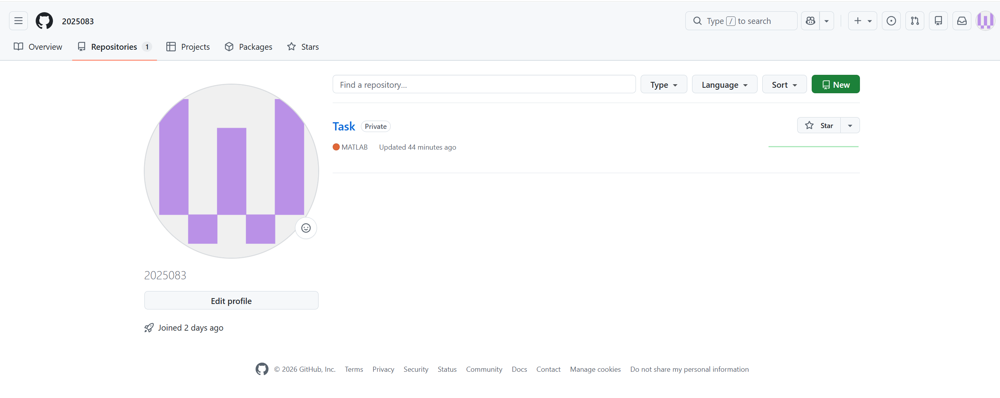 2025083
Type / to search
Overview
Repositories 1
Projects
Packages
Stars
Find a repository...
Type
Language
Sort
New
Task Private
Star
MATLAB Updated 44 minutes ago
2025083
Edit profile
Joined 2 days ago
© 2026 GitHub, Inc. Terms Privacy Security Status Community Docs Contact Manage cookies Do not share my personal information